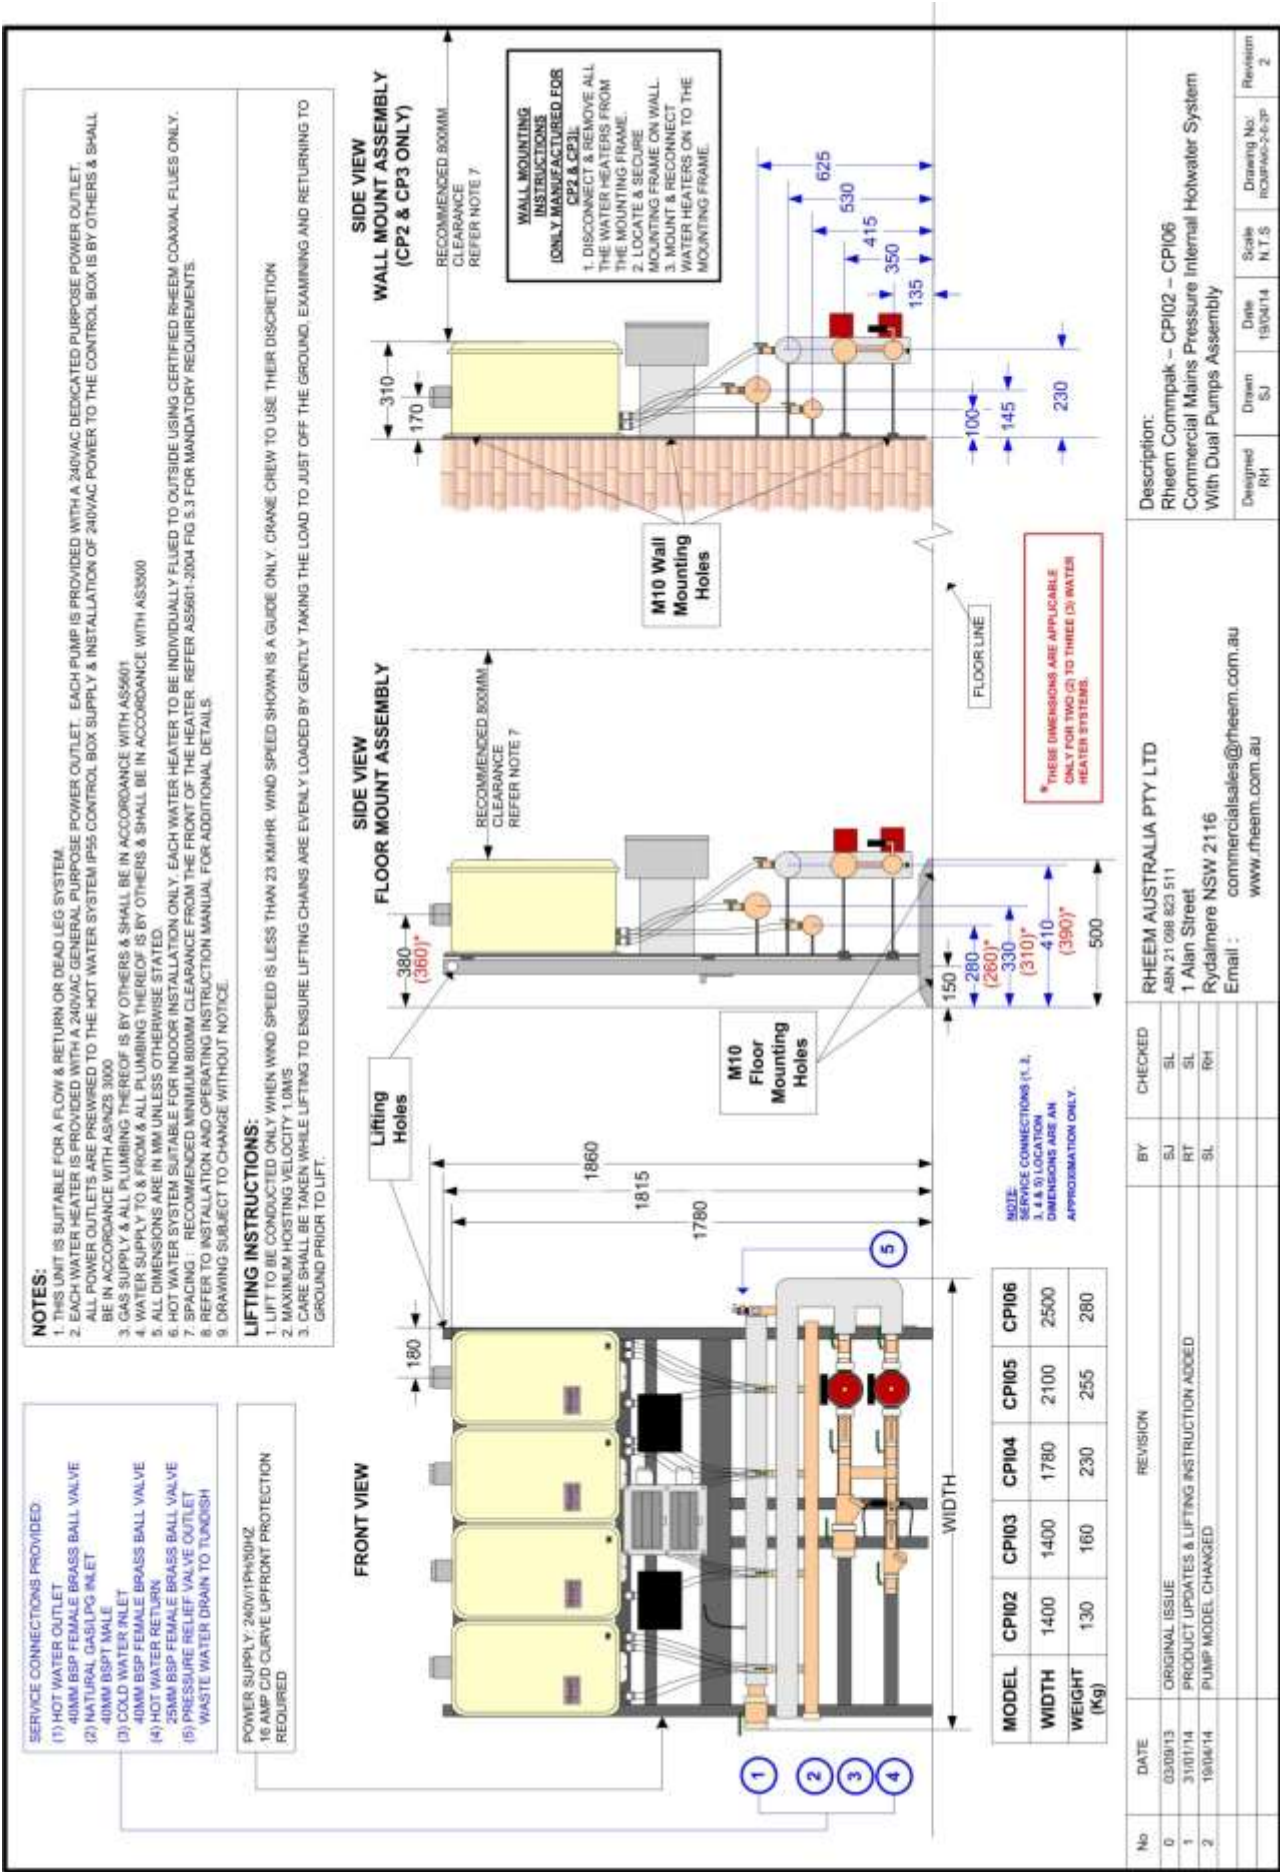 NOTES:
1. THIS UNIT IS SUITABLE FOR A FLOW & RETURN OR DEAD LEG SYSTEM.
2. EACH WATER HEATER IS PROVIDED WITH A 240VAC GENERAL PURPOSE POWER OUTLET. EACH PUMP IS PROVIDED WITH A 240VAC DEDICATED PURPOSE POWER OUTLET.
ALL POWER OUTLETS ARE PREWIRED TO THE HOT WATER SYSTEM IP55 CONTROL BOX SUPPLY & INSTALLATION OF 240VAC POWER TO THE CONTROL BOX IS BY OTHERS & SHALL
BE IN ACCORDANCE WITH AS/NZS 3000
3. GAS SUPPLY & ALL PLUMBING THEREOF IS BY OTHERS & SHALL BE IN ACCORDANCE WITH AS5601
4. WATER SUPPLY TO & FROM & ALL PLUMBING THEREOF IS BY OTHERS & SHALL BE IN ACCORDANCE WITH AS3500
5. ALL DIMENSIONS ARE IN MM UNLESS OTHERWISE STATED.
6. HOT WATER SYSTEM SUITABLE FOR INDOOR INSTALLATION ONLY. EACH WATER HEATER TO BE INDIVIDUALLY FLUED TO OUTSIDE USING CERTIFIED RHEEM COAXIAL FLUES ONLY.
7. SPACING : RECOMMENDED MINIMUM 800MM CLEARANCE FROM THE FRONT OF THE HEATER. REFER AS5601-2004 FIG 5.3 FOR MANDATORY REQUIREMENTS.
8. REFER TO INSTALLATION AND OPERATING INSTRUCTION MANUAL FOR ADDITIONAL DETAILS.
9. DRAWING SUBJECT TO CHANGE WITHOUT NOTICE.
LIFTING INSTRUCTIONS:
1. LIFT TO BE CONDUCTED ONLY WHEN WIND SPEED IS LESS THAN 23 KM/HR. WIND SPEED SHOWN IS A GUIDE ONLY. CRANE CREW TO USE THEIR DISCRETION
2. MAXIMUM HOISTING VELOCITY 1.0M/S
3. CARE SHALL BE TAKEN WHILE LIFTING TO ENSURE LIFTING CHAINS ARE EVENLY LOADED BY GENTLY TAKING THE LOAD TO JUST OFF THE GROUND, EXAMINING AND RETURNING TO
GROUND PRIOR TO LIFT.
SERVICE CONNECTIONS PROVIDED:
(1) HOT WATER OUTLET
40MM BSP FEMALE BRASS BALL VALVE
(2) NATURAL GAS/LPG INLET
40MM BSPT MALE
(3) COLD WATER INLET
40MM BSP FEMALE BRASS BALL VALVE
(4) HOT WATER RETURN
25MM BSP FEMALE BRASS BALL VALVE
(5) PRESSURE RELIEF VALVE OUTLET
WASTE WATER DRAIN TO TUNDISH
POWER SUPPLY: 240V/1PH/50HZ
16 AMP C/D CURVE UPFRONT PROTECTION
REQUIRED
FRONT VIEW
180
1860
1815
1780
WIDTH
1
2
3
4
5
Lifting
Holes
MODEL CPI02 CPI03 CPI04 CPI05 CPI06
WIDTH 1400 1400 1780 2100 2500
WEIGHT (Kg) 130 160 230 255 280
NOTE:
SERVICE CONNECTIONS (1, 2,
3, 4 & 5) LOCATION
DIMENSIONS ARE AN
APPROXIMATION ONLY.
SIDE VIEW
FLOOR MOUNT ASSEMBLY
RECOMMENDED 800MM
CLEARANCE
REFER NOTE 7
380
(360)*
M10
Floor
Mounting
Holes
150
280
(260)*
330
(310)*
410
(390)*
500
FLOOR LINE
*THESE DIMENSIONS ARE APPLICABLE
ONLY FOR TWO (2) TO THREE (3) WATER
HEATER SYSTEMS.
SIDE VIEW
WALL MOUNT ASSEMBLY
(CP2 & CP3 ONLY)
RECOMMENDED 800MM
CLEARANCE
REFER NOTE 7
310
170
WALL MOUNTING
INSTRUCTIONS
(ONLY MANUFACTURED FOR
CP2 & CP3):
1. DISCONNECT & REMOVE ALL
THE WATER HEATERS FROM
THE MOUNTING FRAME.
2. LOCATE & SECURE
MOUNTING FRAME ON WALL.
3. MOUNT & RECONNECT
WATER HEATERS ON TO THE
MOUNTING FRAME.
M10 Wall
Mounting
Holes
625
530
415
350
135
100
145
230
No DATE REVISION BY CHECKED
0 03/09/13 ORIGINAL ISSUE SJ SL
1 31/01/14 PRODUCT UPDATES & LIFTING INSTRUCTION ADDED RT SL
2 19/04/14 PUMP MODEL CHANGED SL RH
RHEEM AUSTRALIA PTY LTD
ABN 21 098 823 511
1 Alan Street
Rydalmere NSW 2116
Email : commercialsales@rheem.com.au
www.rheem.com.au
Description:
Rheem Commpak – CPI02 – CPI06
Commercial Mains Pressure Internal Hotwater System
With Dual Pumps Assembly
Designed Drawn Date Scale Drawing No: Revision
RH SJ 19/04/14 N.T.S 2